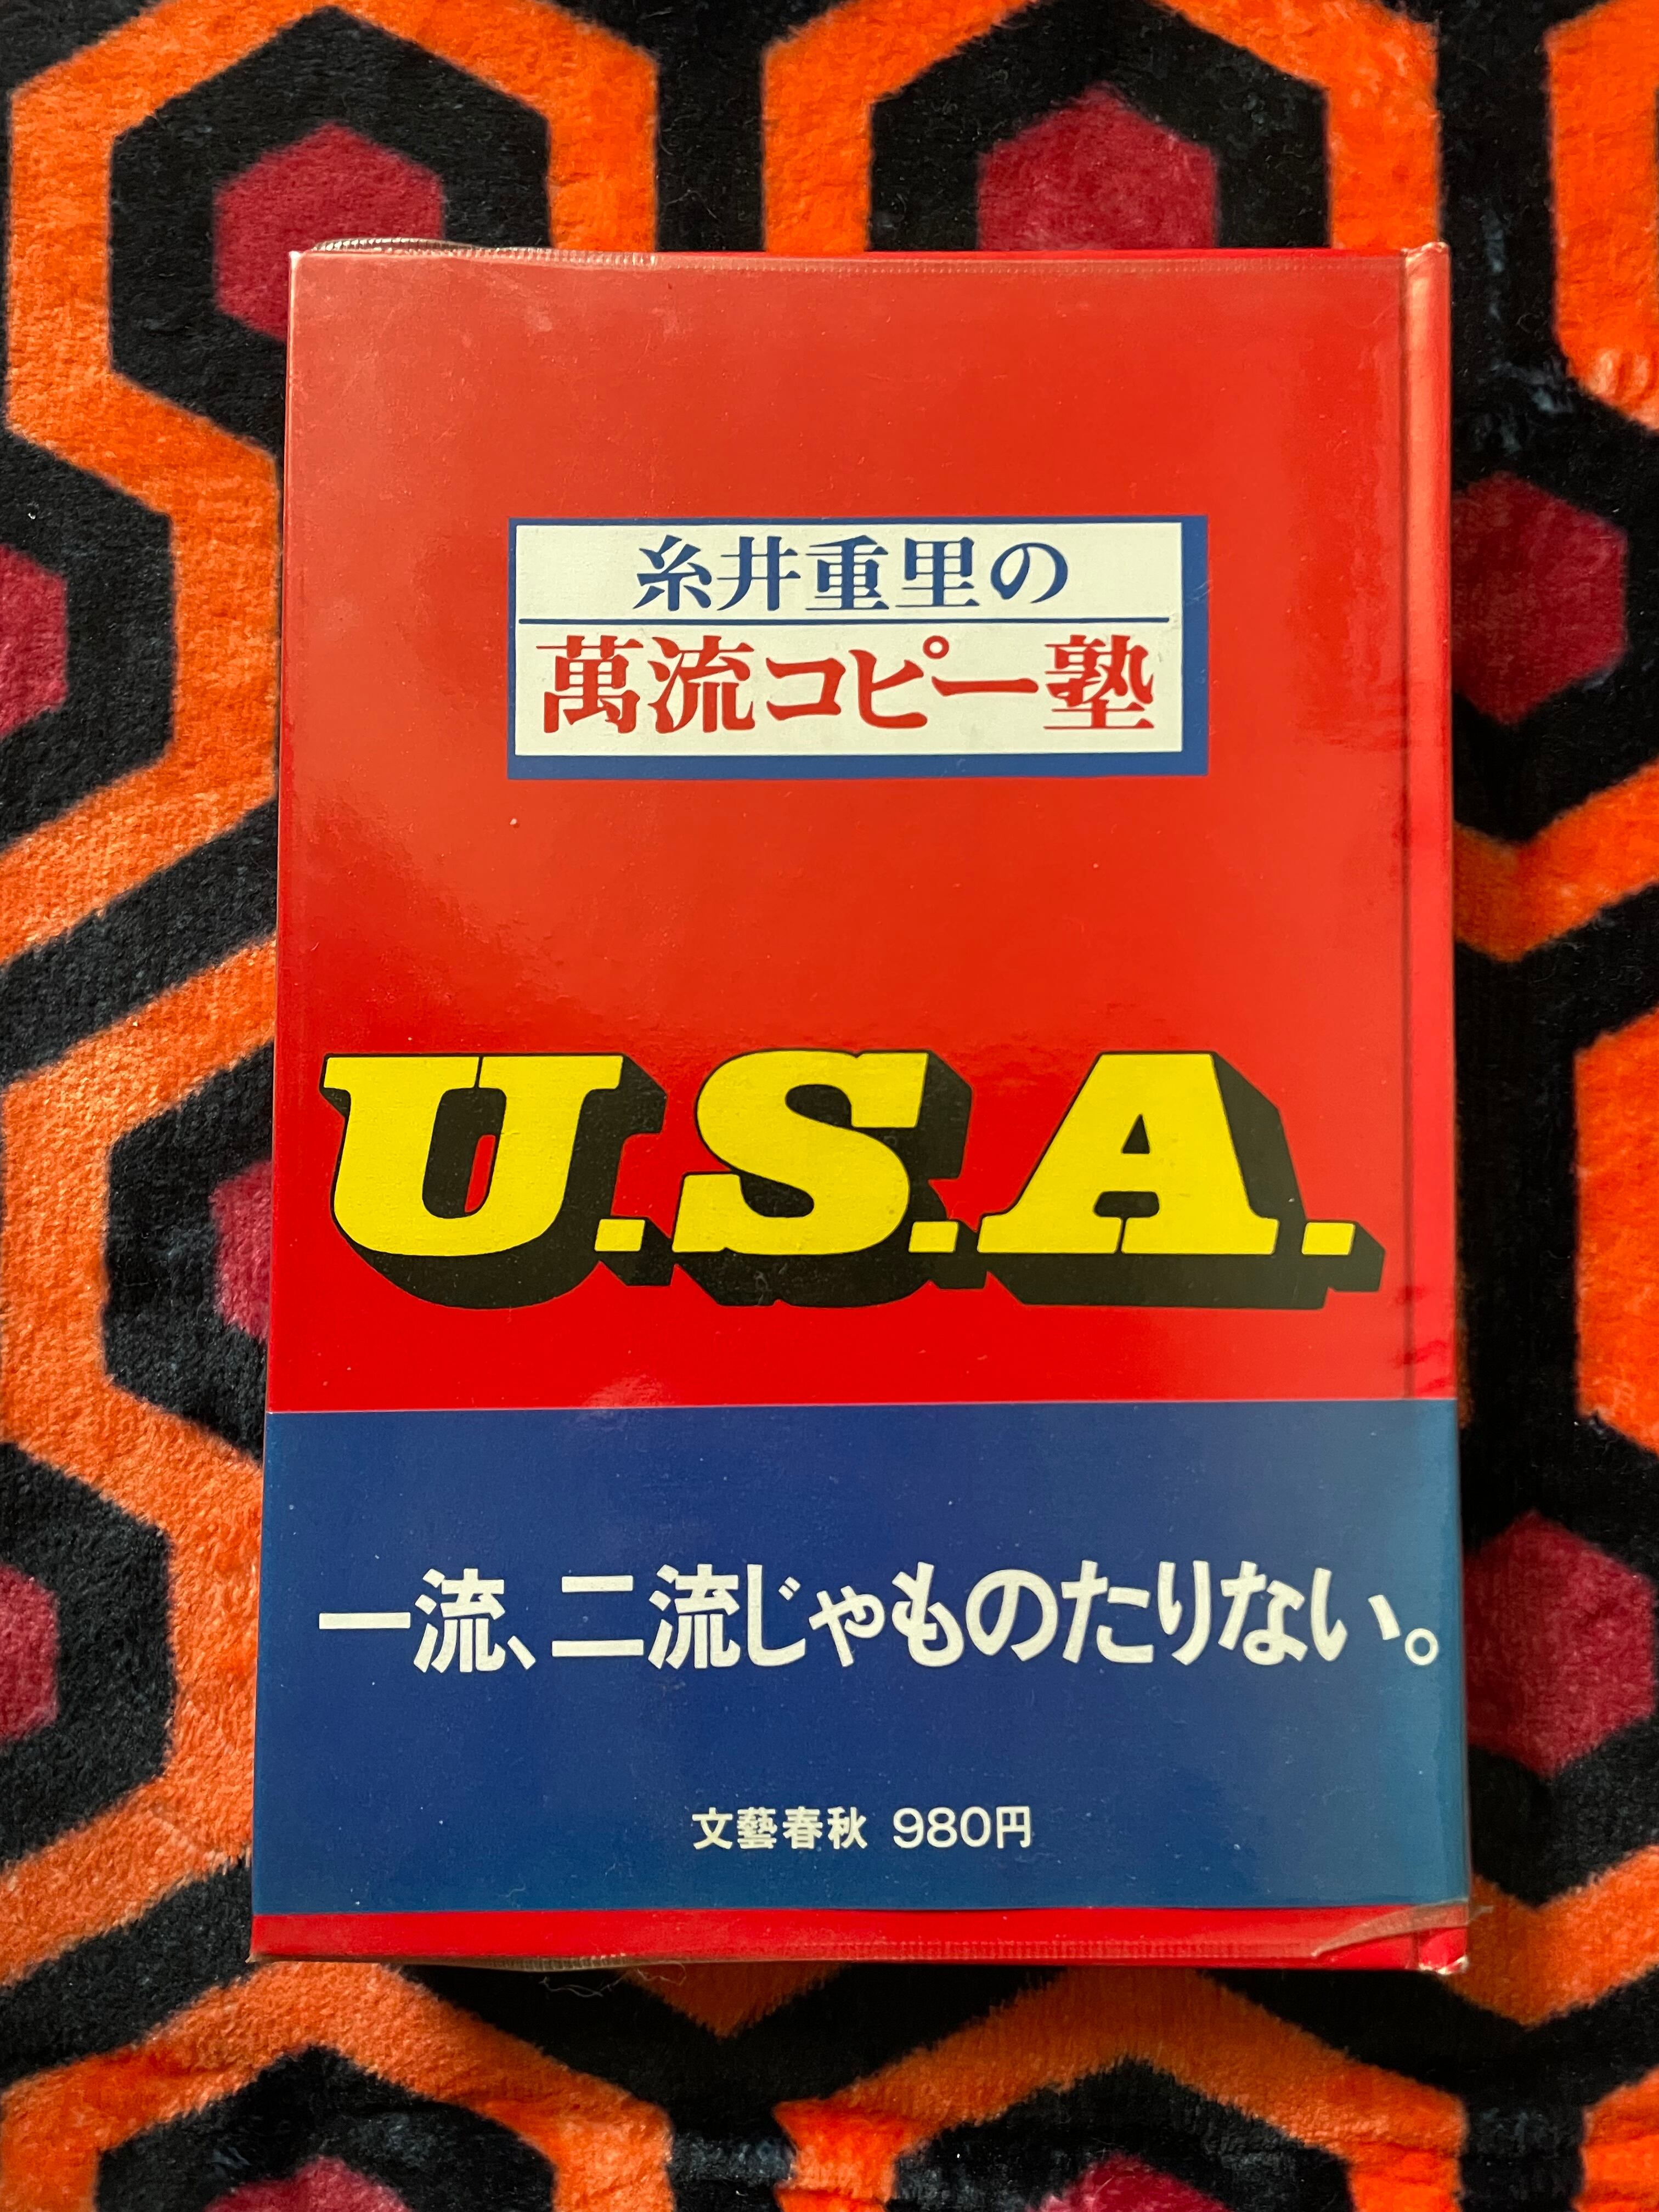 糸井重里の
萬流コピー塾
U.S.A.
一流、二流じゃものたりない。
文藝春秋 980円